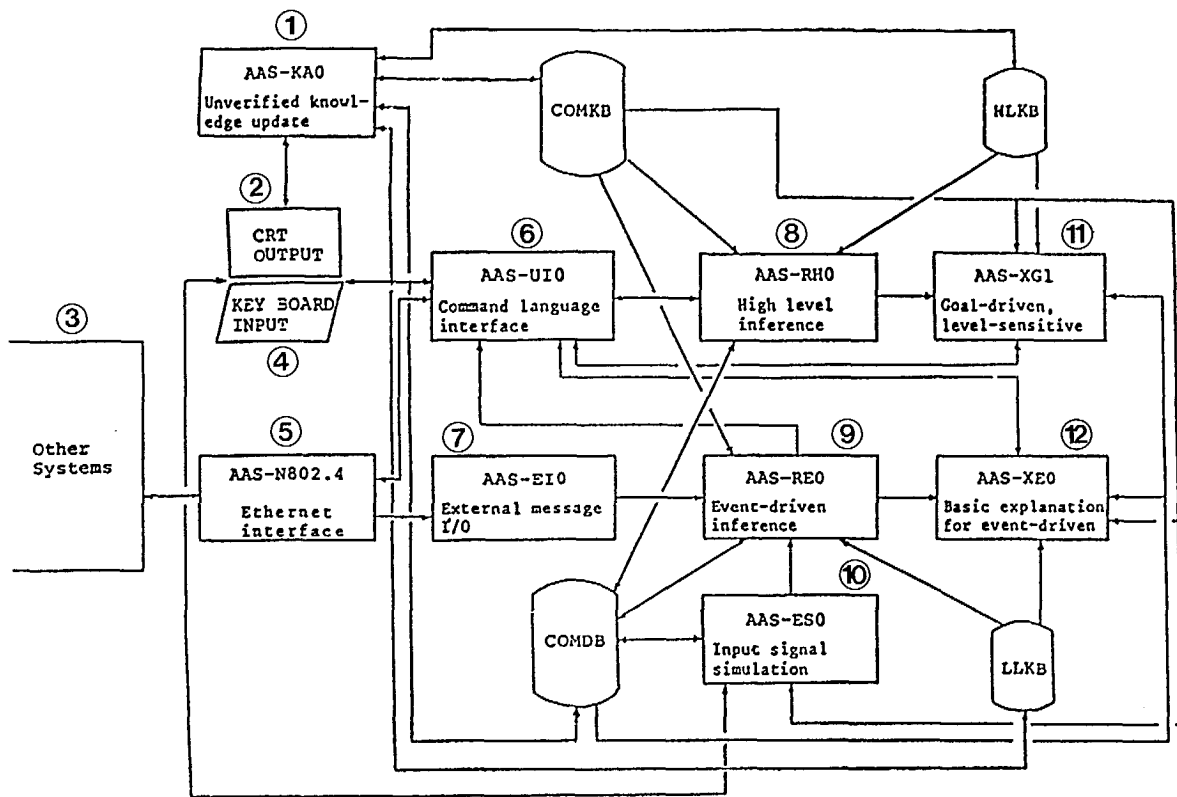 ①
AAS-KA0
Unverified knowl-
edge update
COMKB
HLKB
②
CRT
OUTPUT
KEY BOARD
INPUT
④
⑥
AAS-UI0
Command language
interface
⑧
AAS-RH0
High level
inference
⑪
AAS-XG1
Goal-driven,
level-sensitive
③
Other
Systems
⑤
AAS-N802.4
Ethernet
interface
⑦
AAS-EI0
External message
I/O
⑨
AAS-RE0
Event-driven
inference
⑫
AAS-XE0
Basic explanation
for event-driven
COMDB
⑩
AAS-ES0
Input signal
simulation
LLKB